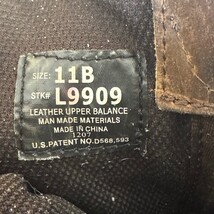 SIZE: 11B
STK# L9909
LEATHER UPPER BALANCE
MAN MADE MATERIALS
MADE IN CHINA
1207
U.S.PATENT NO.D568,593